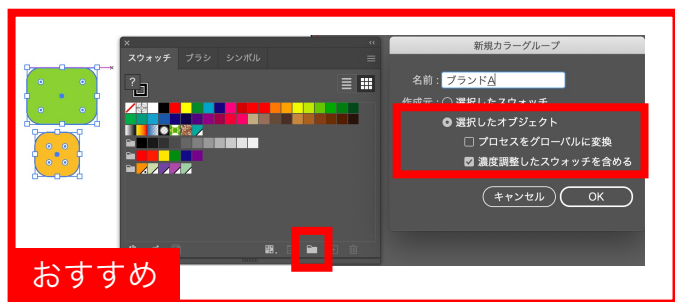 スウォッチ ブラシ シンボル
?
新規カラーグループ
名前：ブランドA
作成元：選択したスウォッチ
選択したオブジェクト
プロセスをグローバルに変換
濃度調整したスウォッチを含める
キャンセル OK
おすすめ